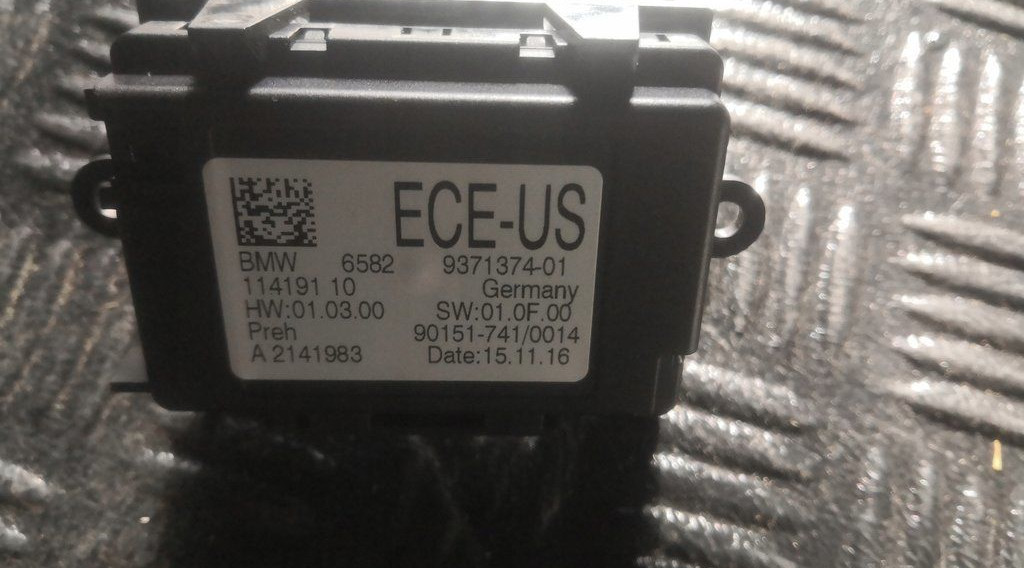 ECE-US
BMW 6582 9371374-01
114191 10 Germany
HW:01.03.00 SW:01.0F.00
Preh 90151-741/0014
A 2141983 Date:15.11.16